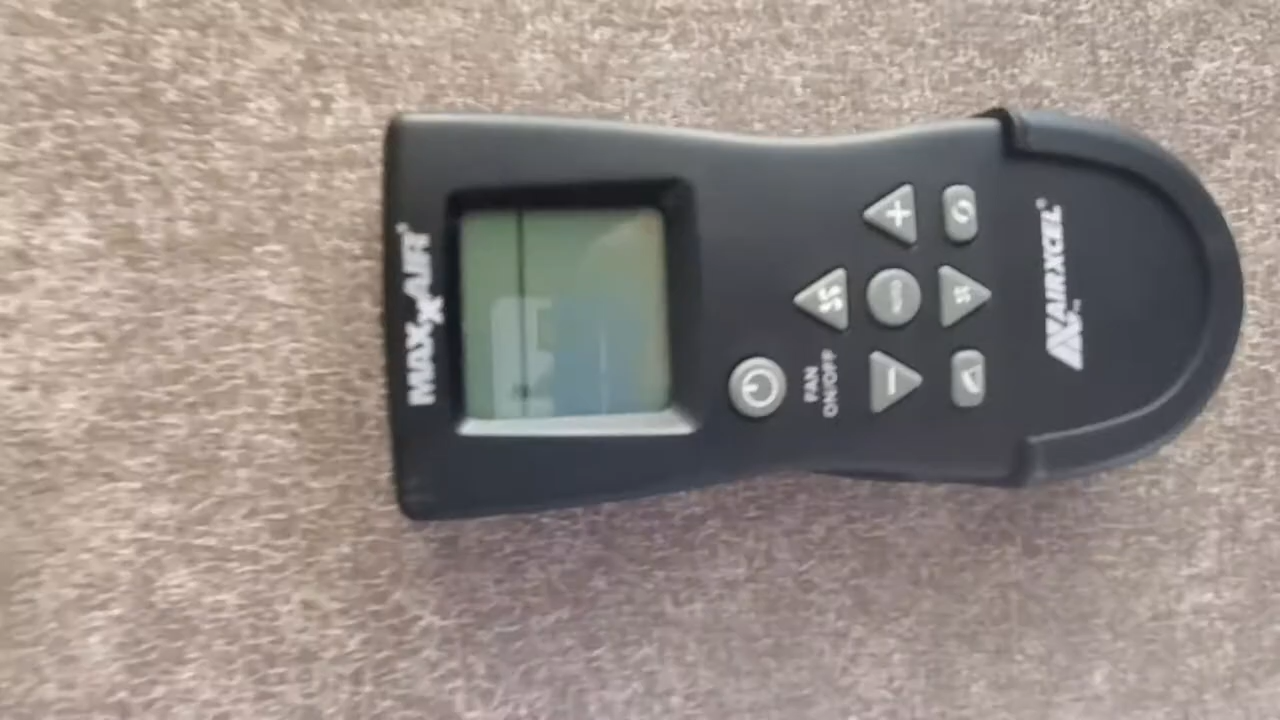 MAXXAIR®
FAN
ON/OFF
+
−
AIRXCEL®